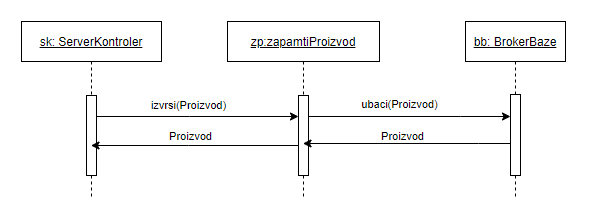 sk: ServerKontroler
zp:zapamtiProizvod
bb: BrokerBaze
izvrsi(Proizvod)
ubaci(Proizvod)
Proizvod
Proizvod